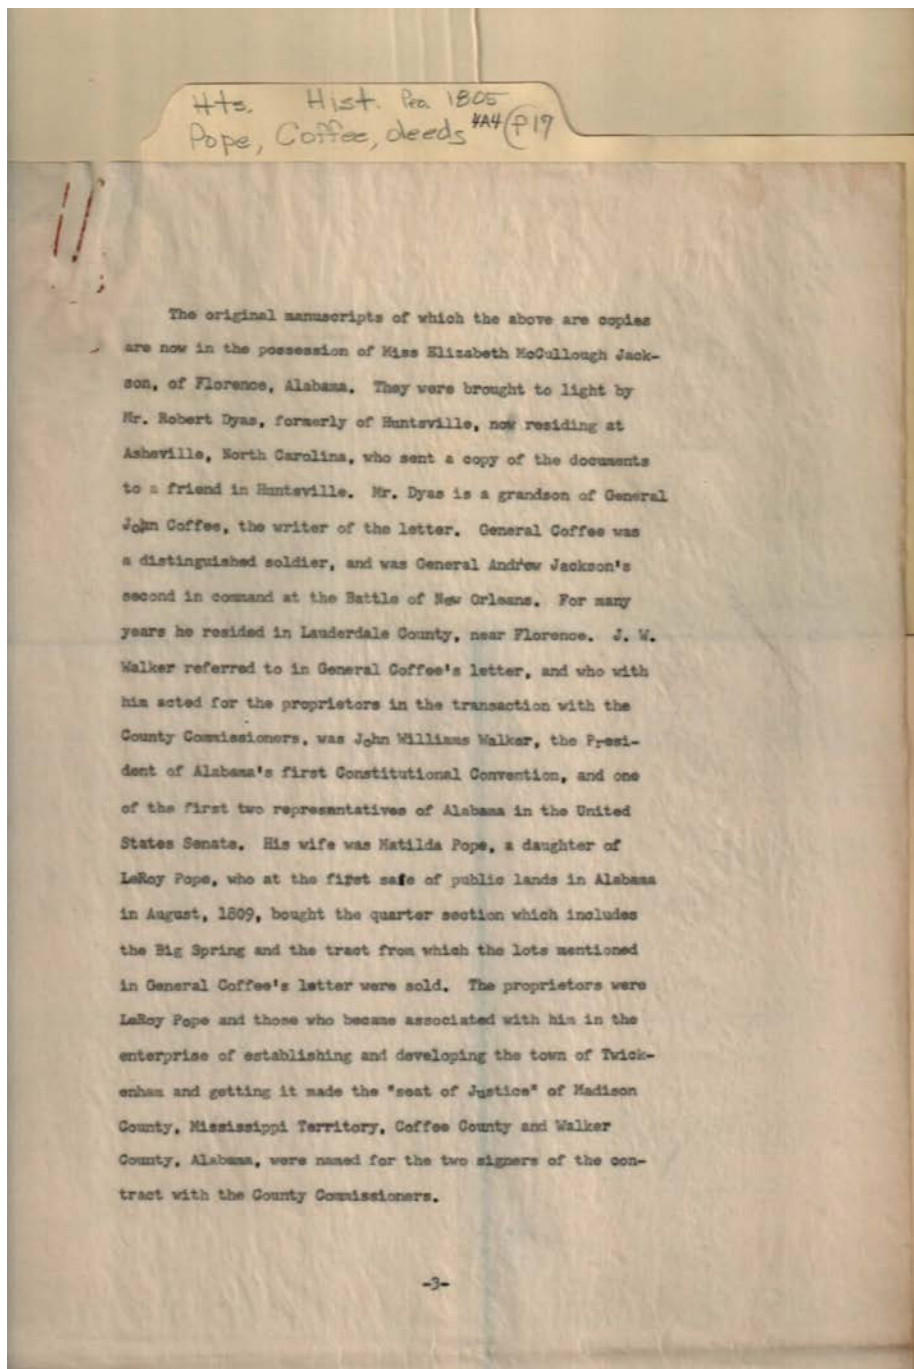 Hts. Hist. Pro. 1805
Pope, Coffee, deeds 4A4 P19
The original manuscripts of which the above are copies
are now in the possession of Miss Elizabeth McCullough Jack-
son, of Florence, Alabama. They were brought to light by
Mr. Robert Dyas, formerly of Huntsville, now residing at
Asheville, North Carolina, who sent a copy of the documents
to a friend in Huntsville. Mr. Dyas is a grandson of General
John Coffee, the writer of the letter. General Coffee was
a distinguished soldier, and was General Andrew Jackson's
second in command at the Battle of New Orleans. For many
years he resided in Lauderdale County, near Florence. J. W.
Walker referred to in General Coffee's letter, and who with
him acted for the proprietors in the transaction with the
County Commissioners, was John Williams Walker, the Presi-
dent of Alabama's first Constitutional Convention, and one
of the first two representatives of Alabama in the United
States Senate. His wife was Matilda Pope, a daughter of
LeRoy Pope, who at the first sale of public lands in Alabama
in August, 1809, bought the quarter section which includes
the Big Spring and the tract from which the lots mentioned
in General Coffee's letter were sold. The proprietors were
LeRoy Pope and those who became associated with him in the
enterprise of establishing and developing the town of Twick-
enham and getting it made the "seat of Justice" of Madison
County, Mississippi Territory, Coffee County and Walker
County, Alabama, were named for the two signers of the con-
tract with the County Commissioners.
-3-